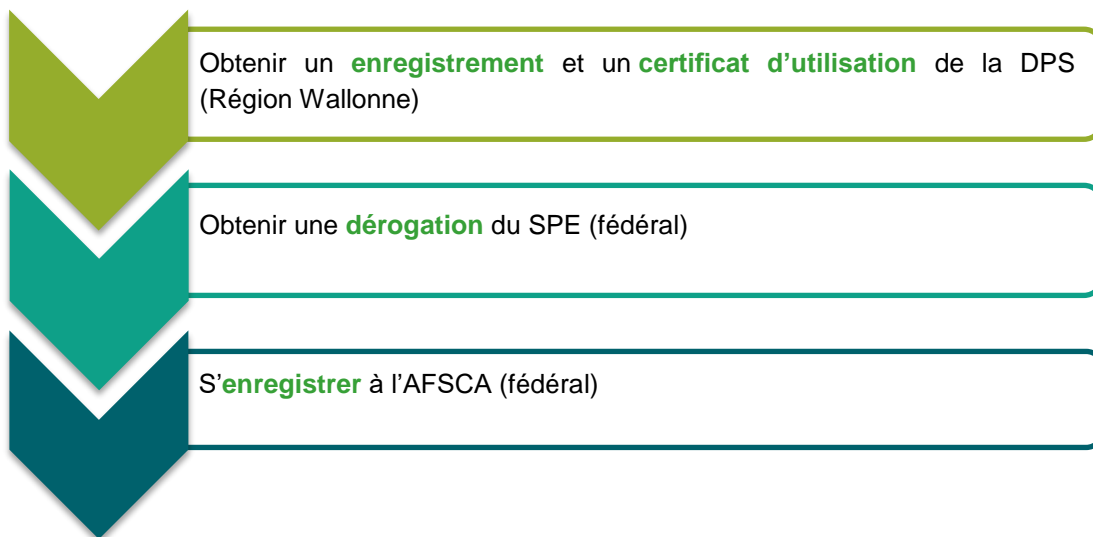 Obtenir un enregistrement et un certificat d’utilisation de la DPS
(Région Wallonne)
Obtenir une dérogation du SPE (fédéral)
S’enregistrer à l’AFSCA (fédéral)